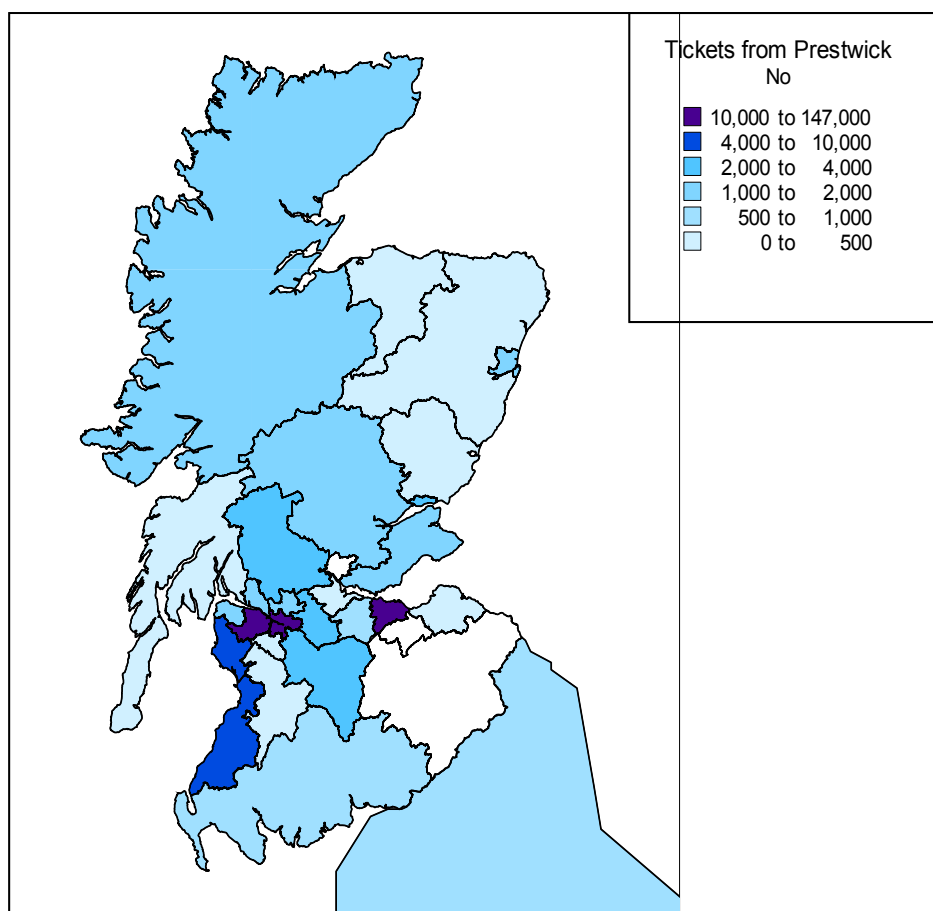 Tickets from Prestwick
No
10,000 to 147,000
4,000 to 10,000
2,000 to 4,000
1,000 to 2,000
500 to 1,000
0 to 500